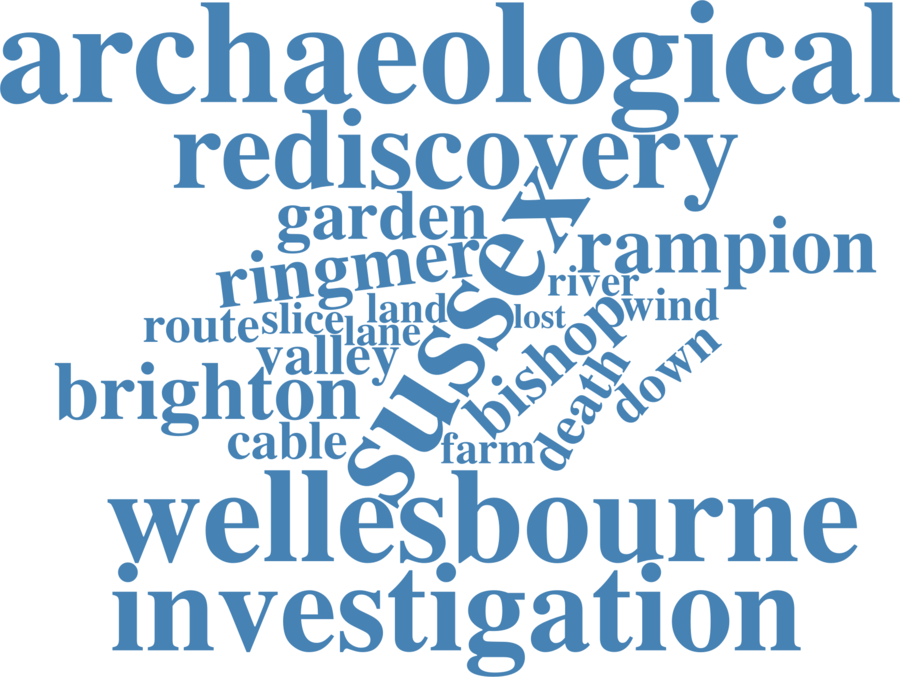 archaeological
rediscovery
garden
sussex
rampion
ringmer
river
land
lost
wind
route
slice
lane
bishop
valley
down
death
brighton
cable
farm
wellesbourne
investigation